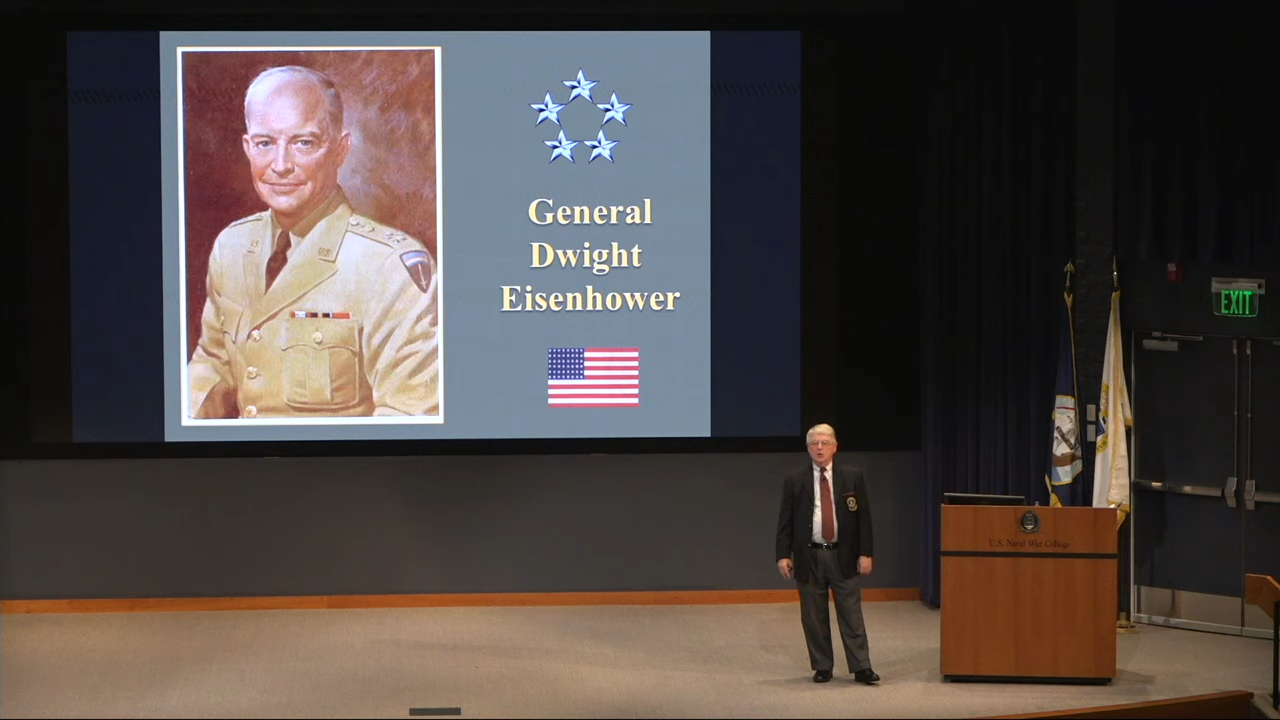 General
Dwight
Eisenhower
EXIT
U.S. Naval War College